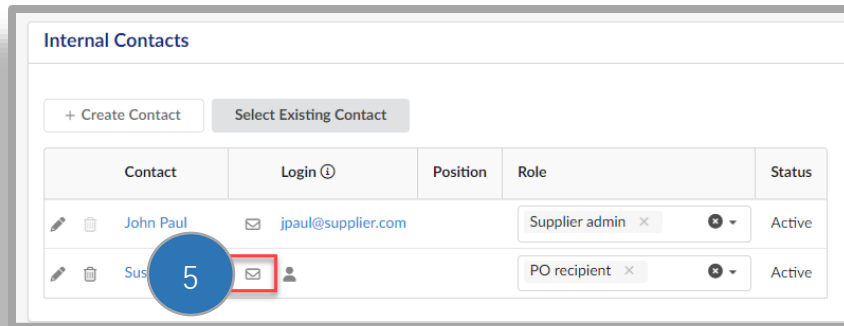 Internal Contacts
+ Create Contact Select Existing Contact
Contact Login Position Role Status
John Paul jpaul@supplier.com Supplier admin × Active
5 PO recipient × Active